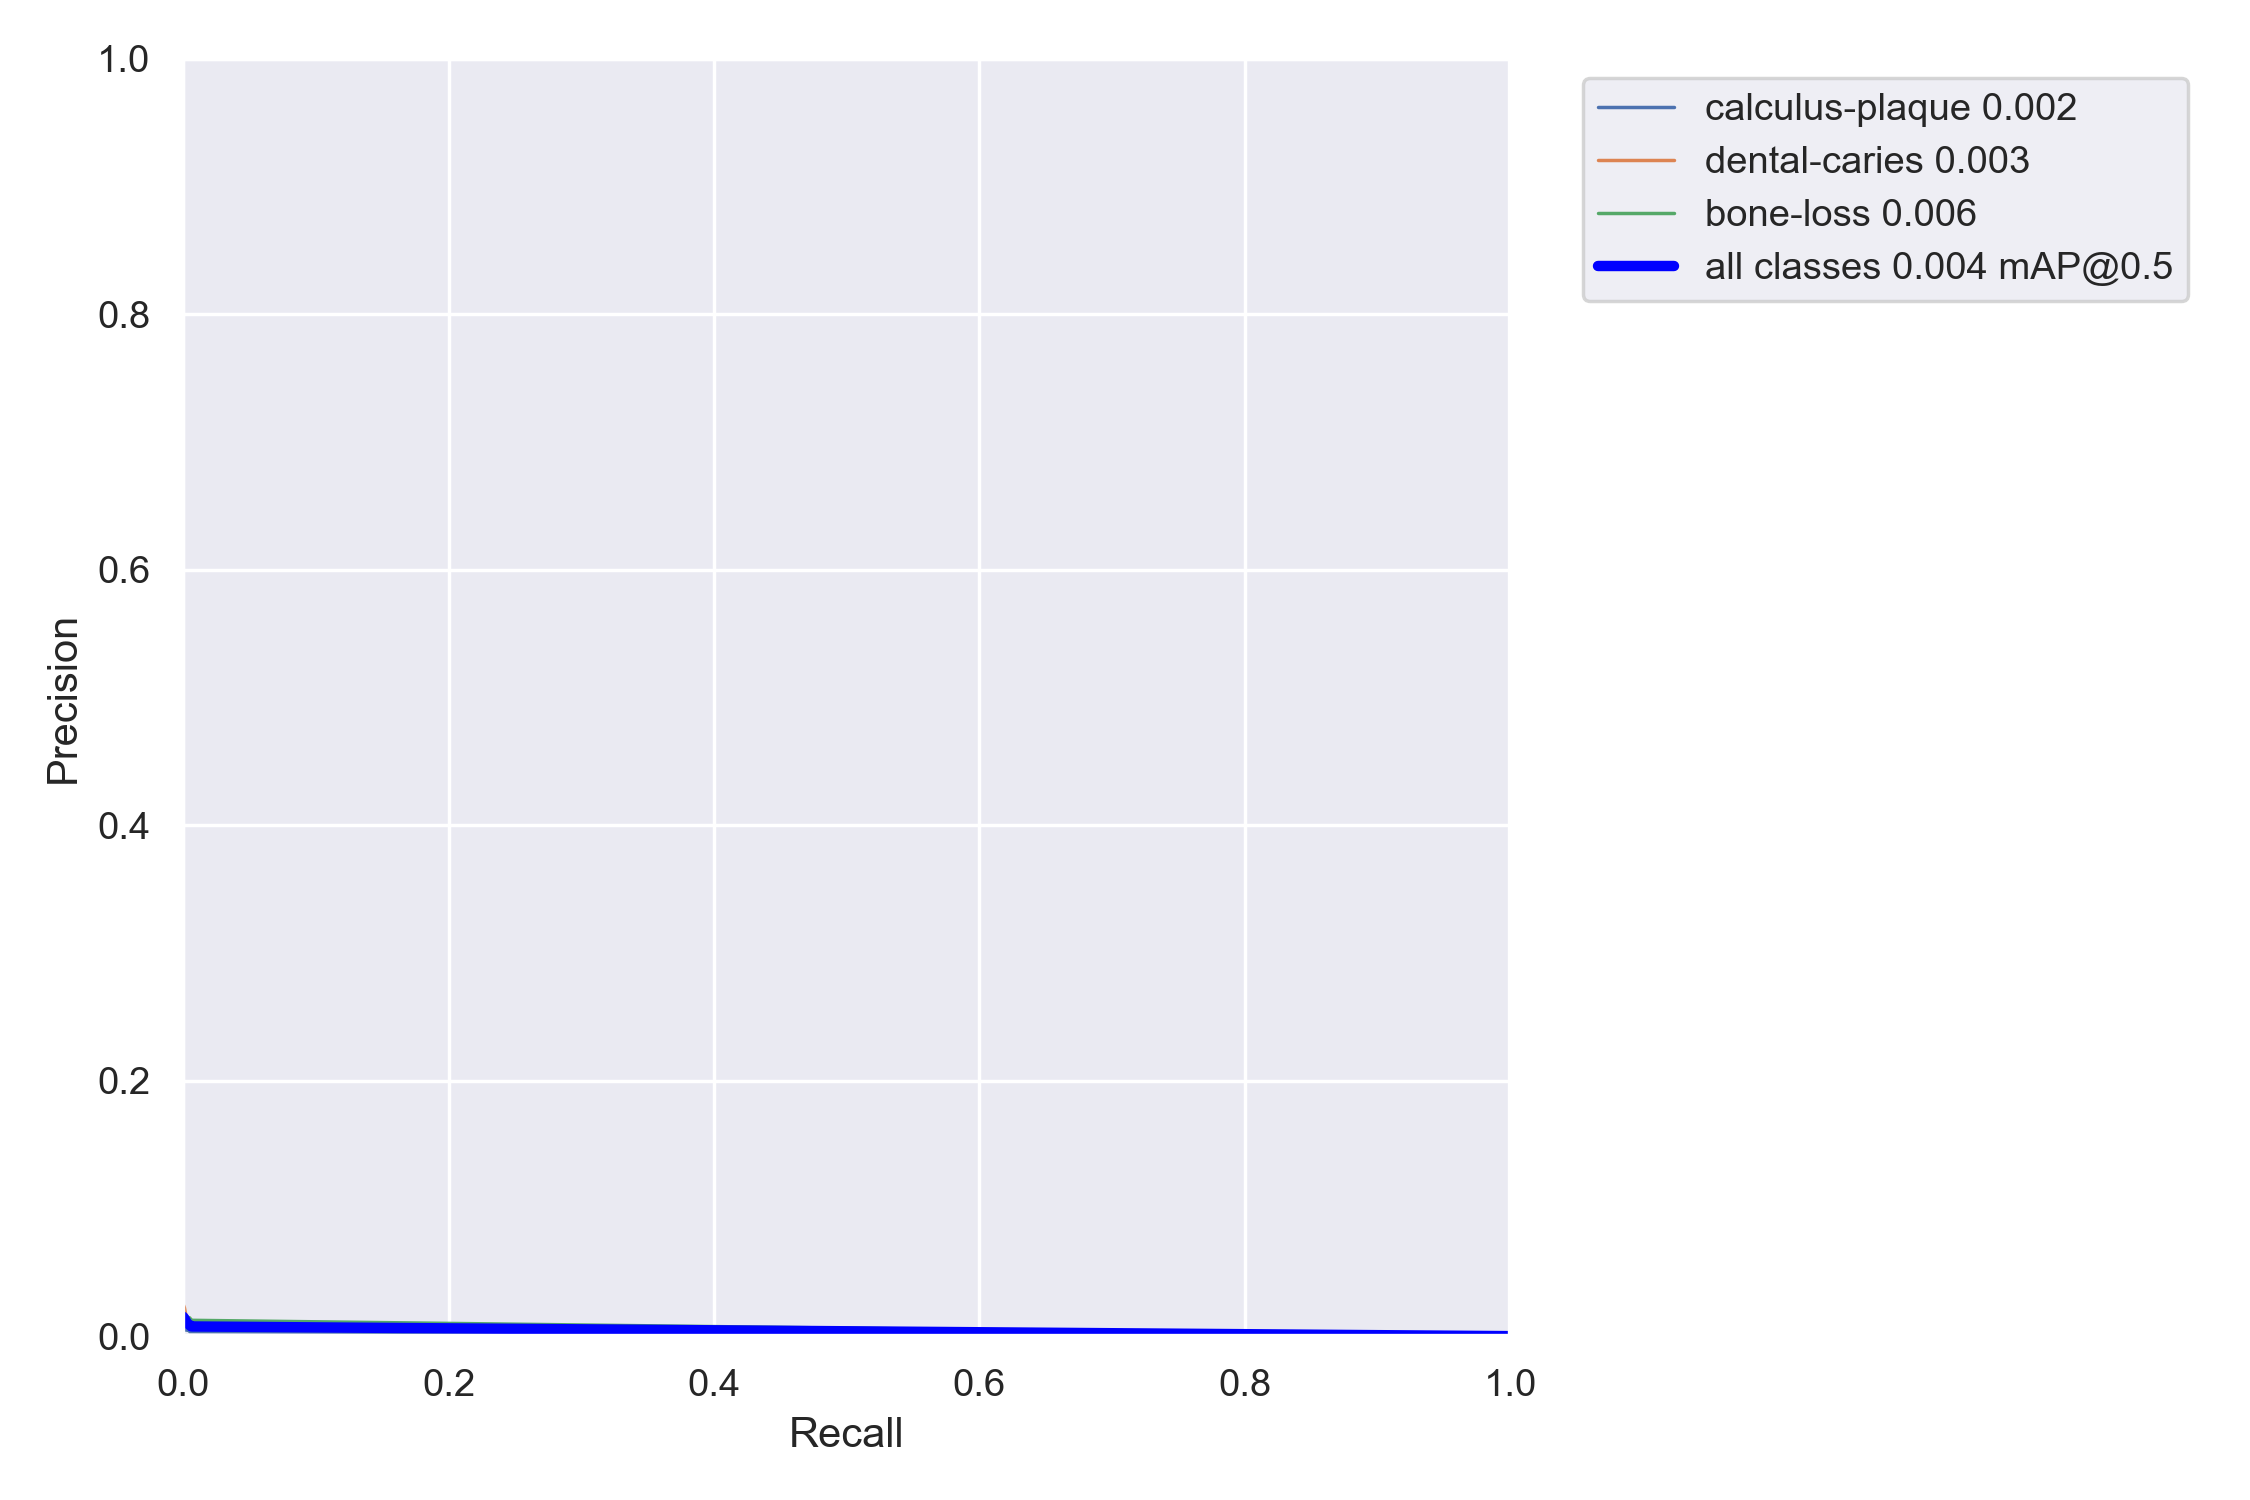 1.0
0.8
0.6
0.4
0.2
0.0
Precision
0.0 0.2 0.4 0.6 0.8 1.0
Recall
calculus-plaque 0.002
dental-caries 0.003
bone-loss 0.006
all classes 0.004 mAP@0.5